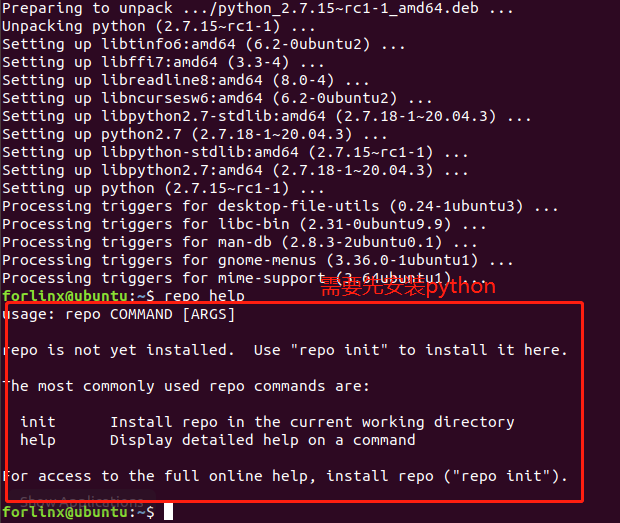 Preparing to unpack .../python_2.7.15~rc1-1_amd64.deb ...
Unpacking python (2.7.15~rc1-1) ...
Setting up libtinfo6:amd64 (6.2-0ubuntu2) ...
Setting up libffi7:amd64 (3.3-4) ...
Setting up libreadline8:amd64 (8.0-4) ...
Setting up libncursesw6:amd64 (6.2-0ubuntu2) ...
Setting up libpython2.7-stdlib:amd64 (2.7.18-1~20.04.3) ...
Setting up python2.7 (2.7.18-1~20.04.3) ...
Setting up libpython-stdlib:amd64 (2.7.15~rc1-1) ...
Setting up libpython2.7:amd64 (2.7.18-1~20.04.3) ...
Setting up python (2.7.15~rc1-1) ...
Processing triggers for desktop-file-utils (0.24-1ubuntu3) ...
Processing triggers for libc-bin (2.31-0ubuntu9.9) ...
Processing triggers for man-db (2.8.3-2ubuntu0.1) ...
Processing triggers for gnome-menus (3.36.0-1ubuntu1) ...
Processing triggers for mime-support (3.64ubuntu1) ...
需要先安装python
forlinx@ubuntu:~$ repo help
usage: repo COMMAND [ARGS]
repo is not yet installed.  Use "repo init" to install it here.
The most commonly used repo commands are:
init      Install repo in the current working directory
help      Display detailed help on a command
For access to the full online help, install repo ("repo init").
Show Applications
forlinx@ubuntu:~$